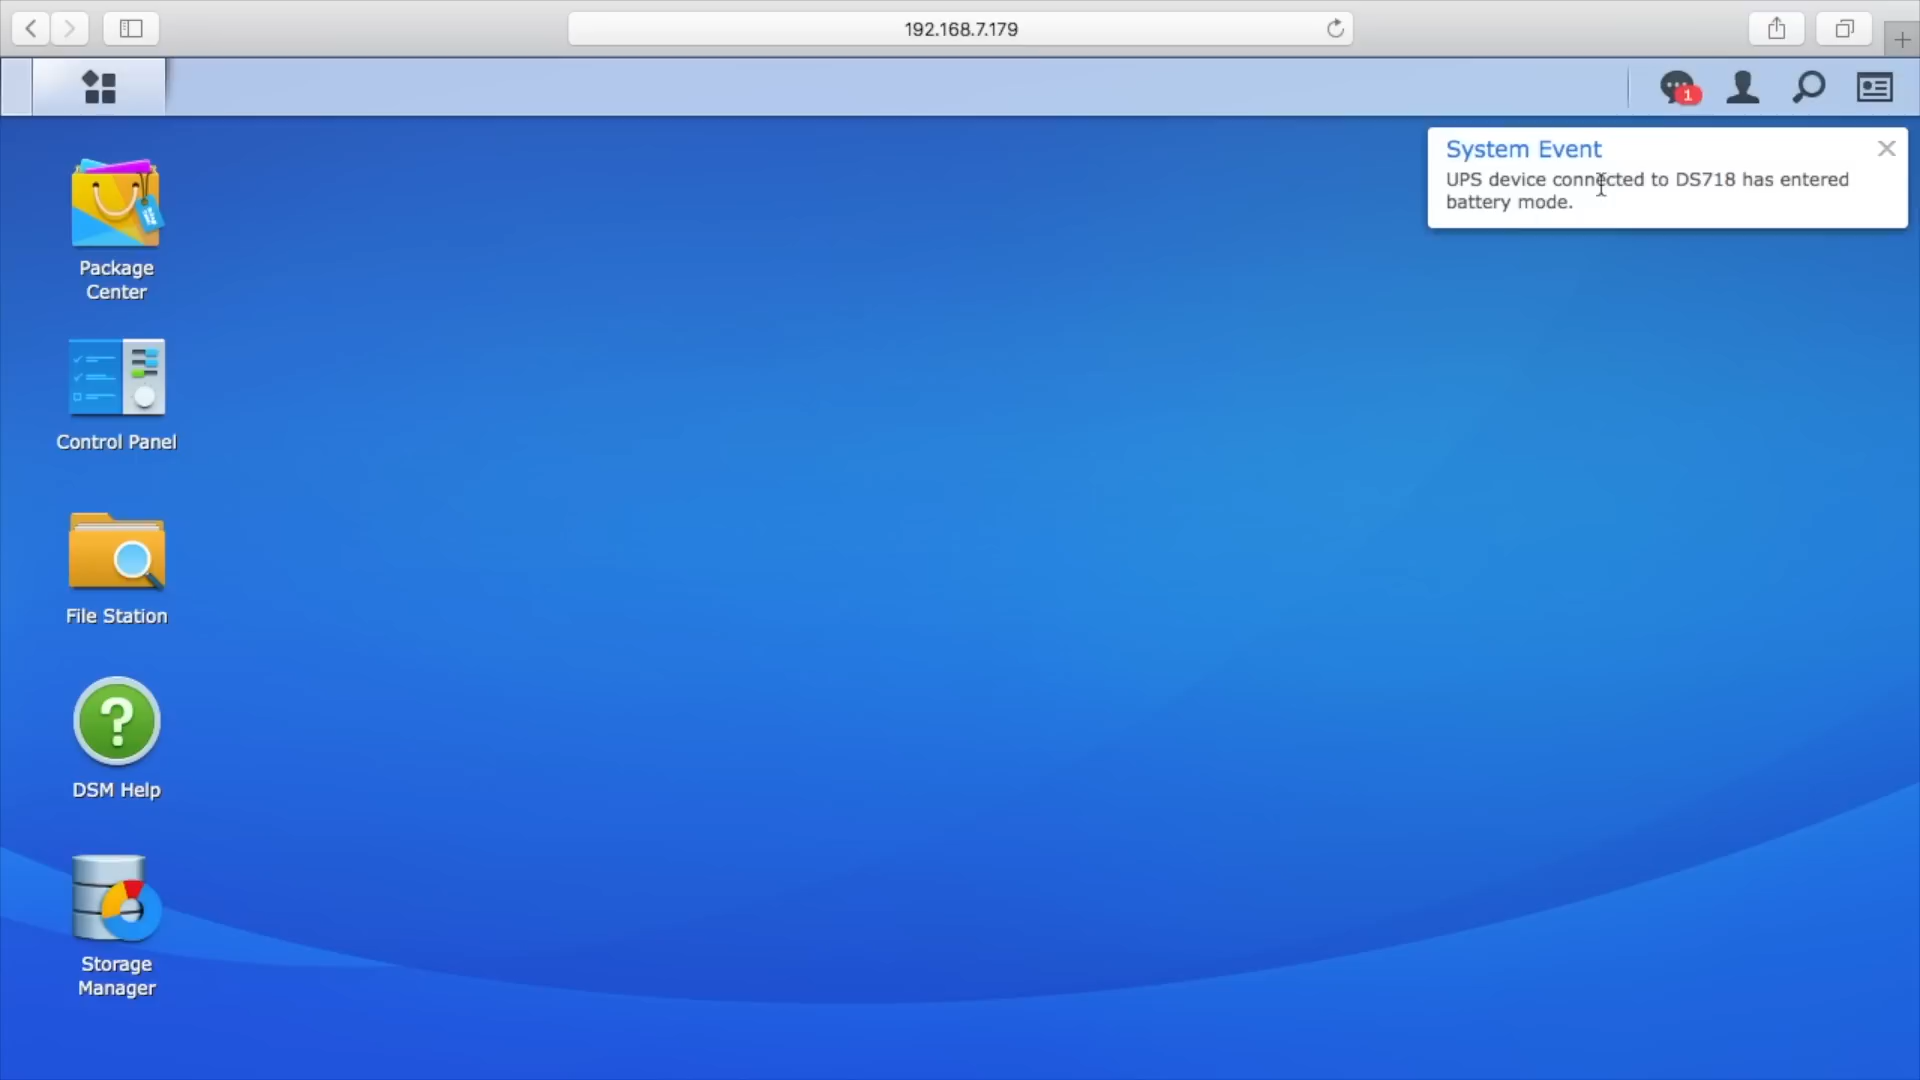 192.168.7.179
1
System Event
UPS device connected to DS718 has entered
battery mode.
Package
Center
Control Panel
File Station
DSM Help
Storage
Manager